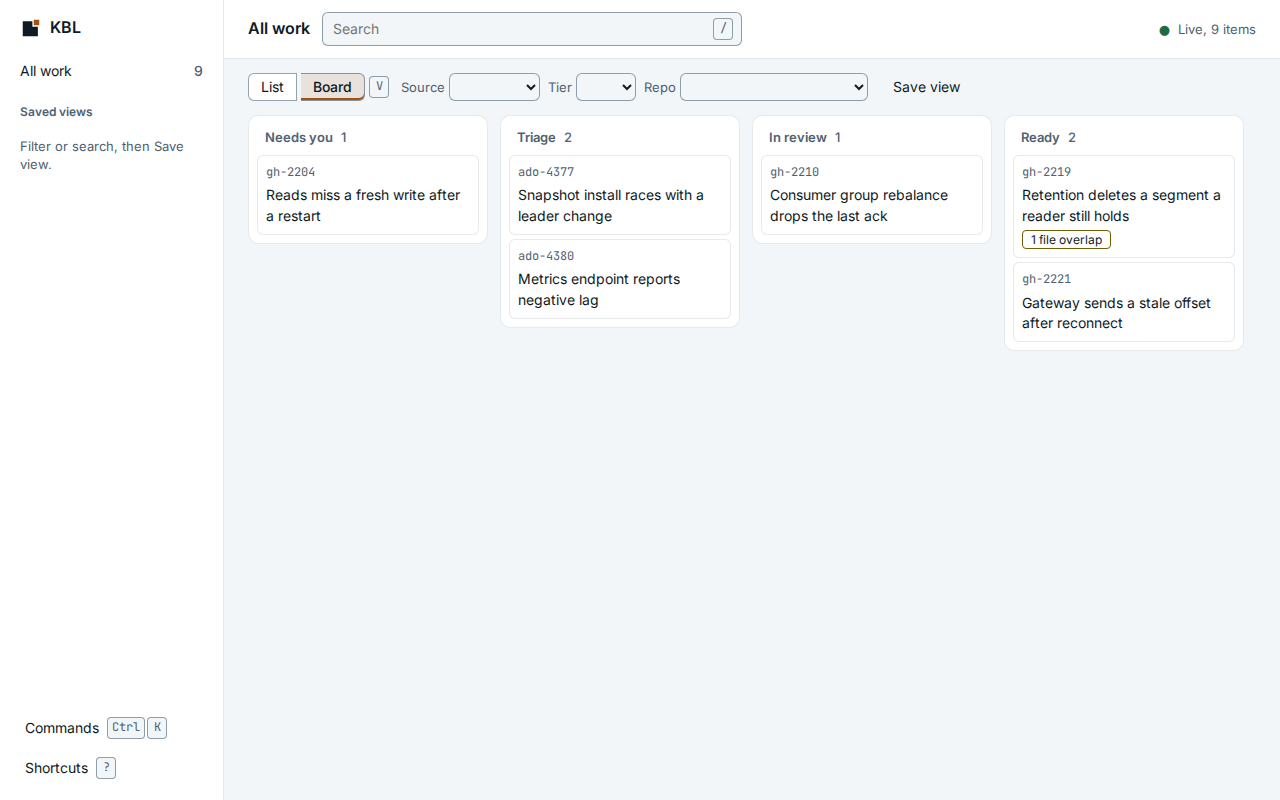 KBL
All work 9
Saved views
Filter or search, then Save
view.
Commands Ctrl K
Shortcuts ?
All work
Search /
Live, 9 items
List Board V Source Tier Repo Save view
Needs you 1
gh-2204
Reads miss a fresh write after
a restart
Triage 2
ado-4377
Snapshot install races with a
leader change
ado-4380
Metrics endpoint reports
negative lag
In review 1
gh-2210
Consumer group rebalance
drops the last ack
Ready 2
gh-2219
Retention deletes a segment a
reader still holds
1 file overlap
gh-2221
Gateway sends a stale offset
after reconnect